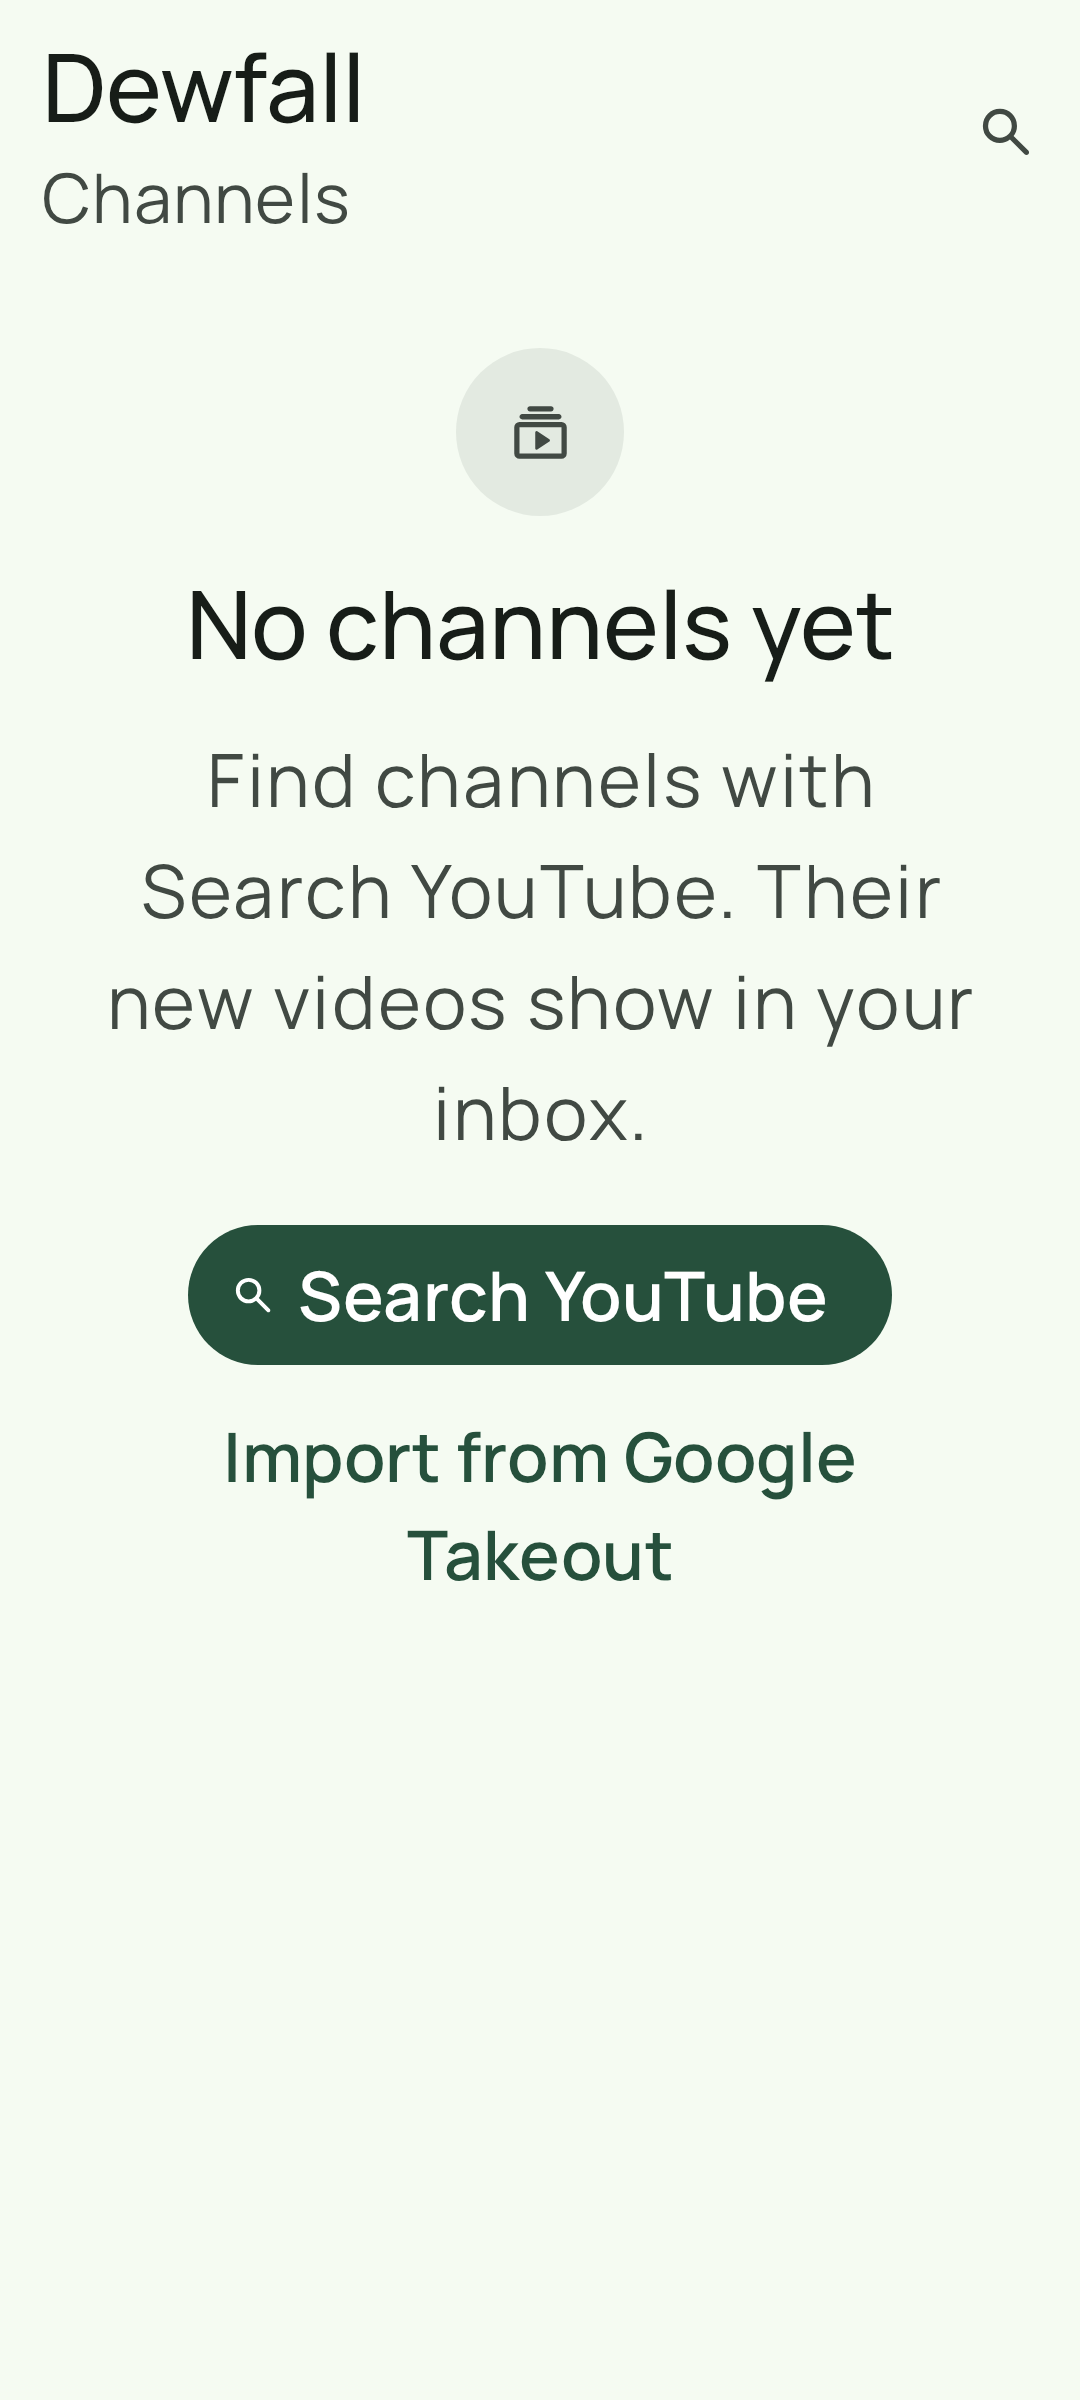 Dewfall
Channels
No channels yet
Find channels with
Search YouTube. Their
new videos show in your
inbox.
Search YouTube
Import from Google
Takeout